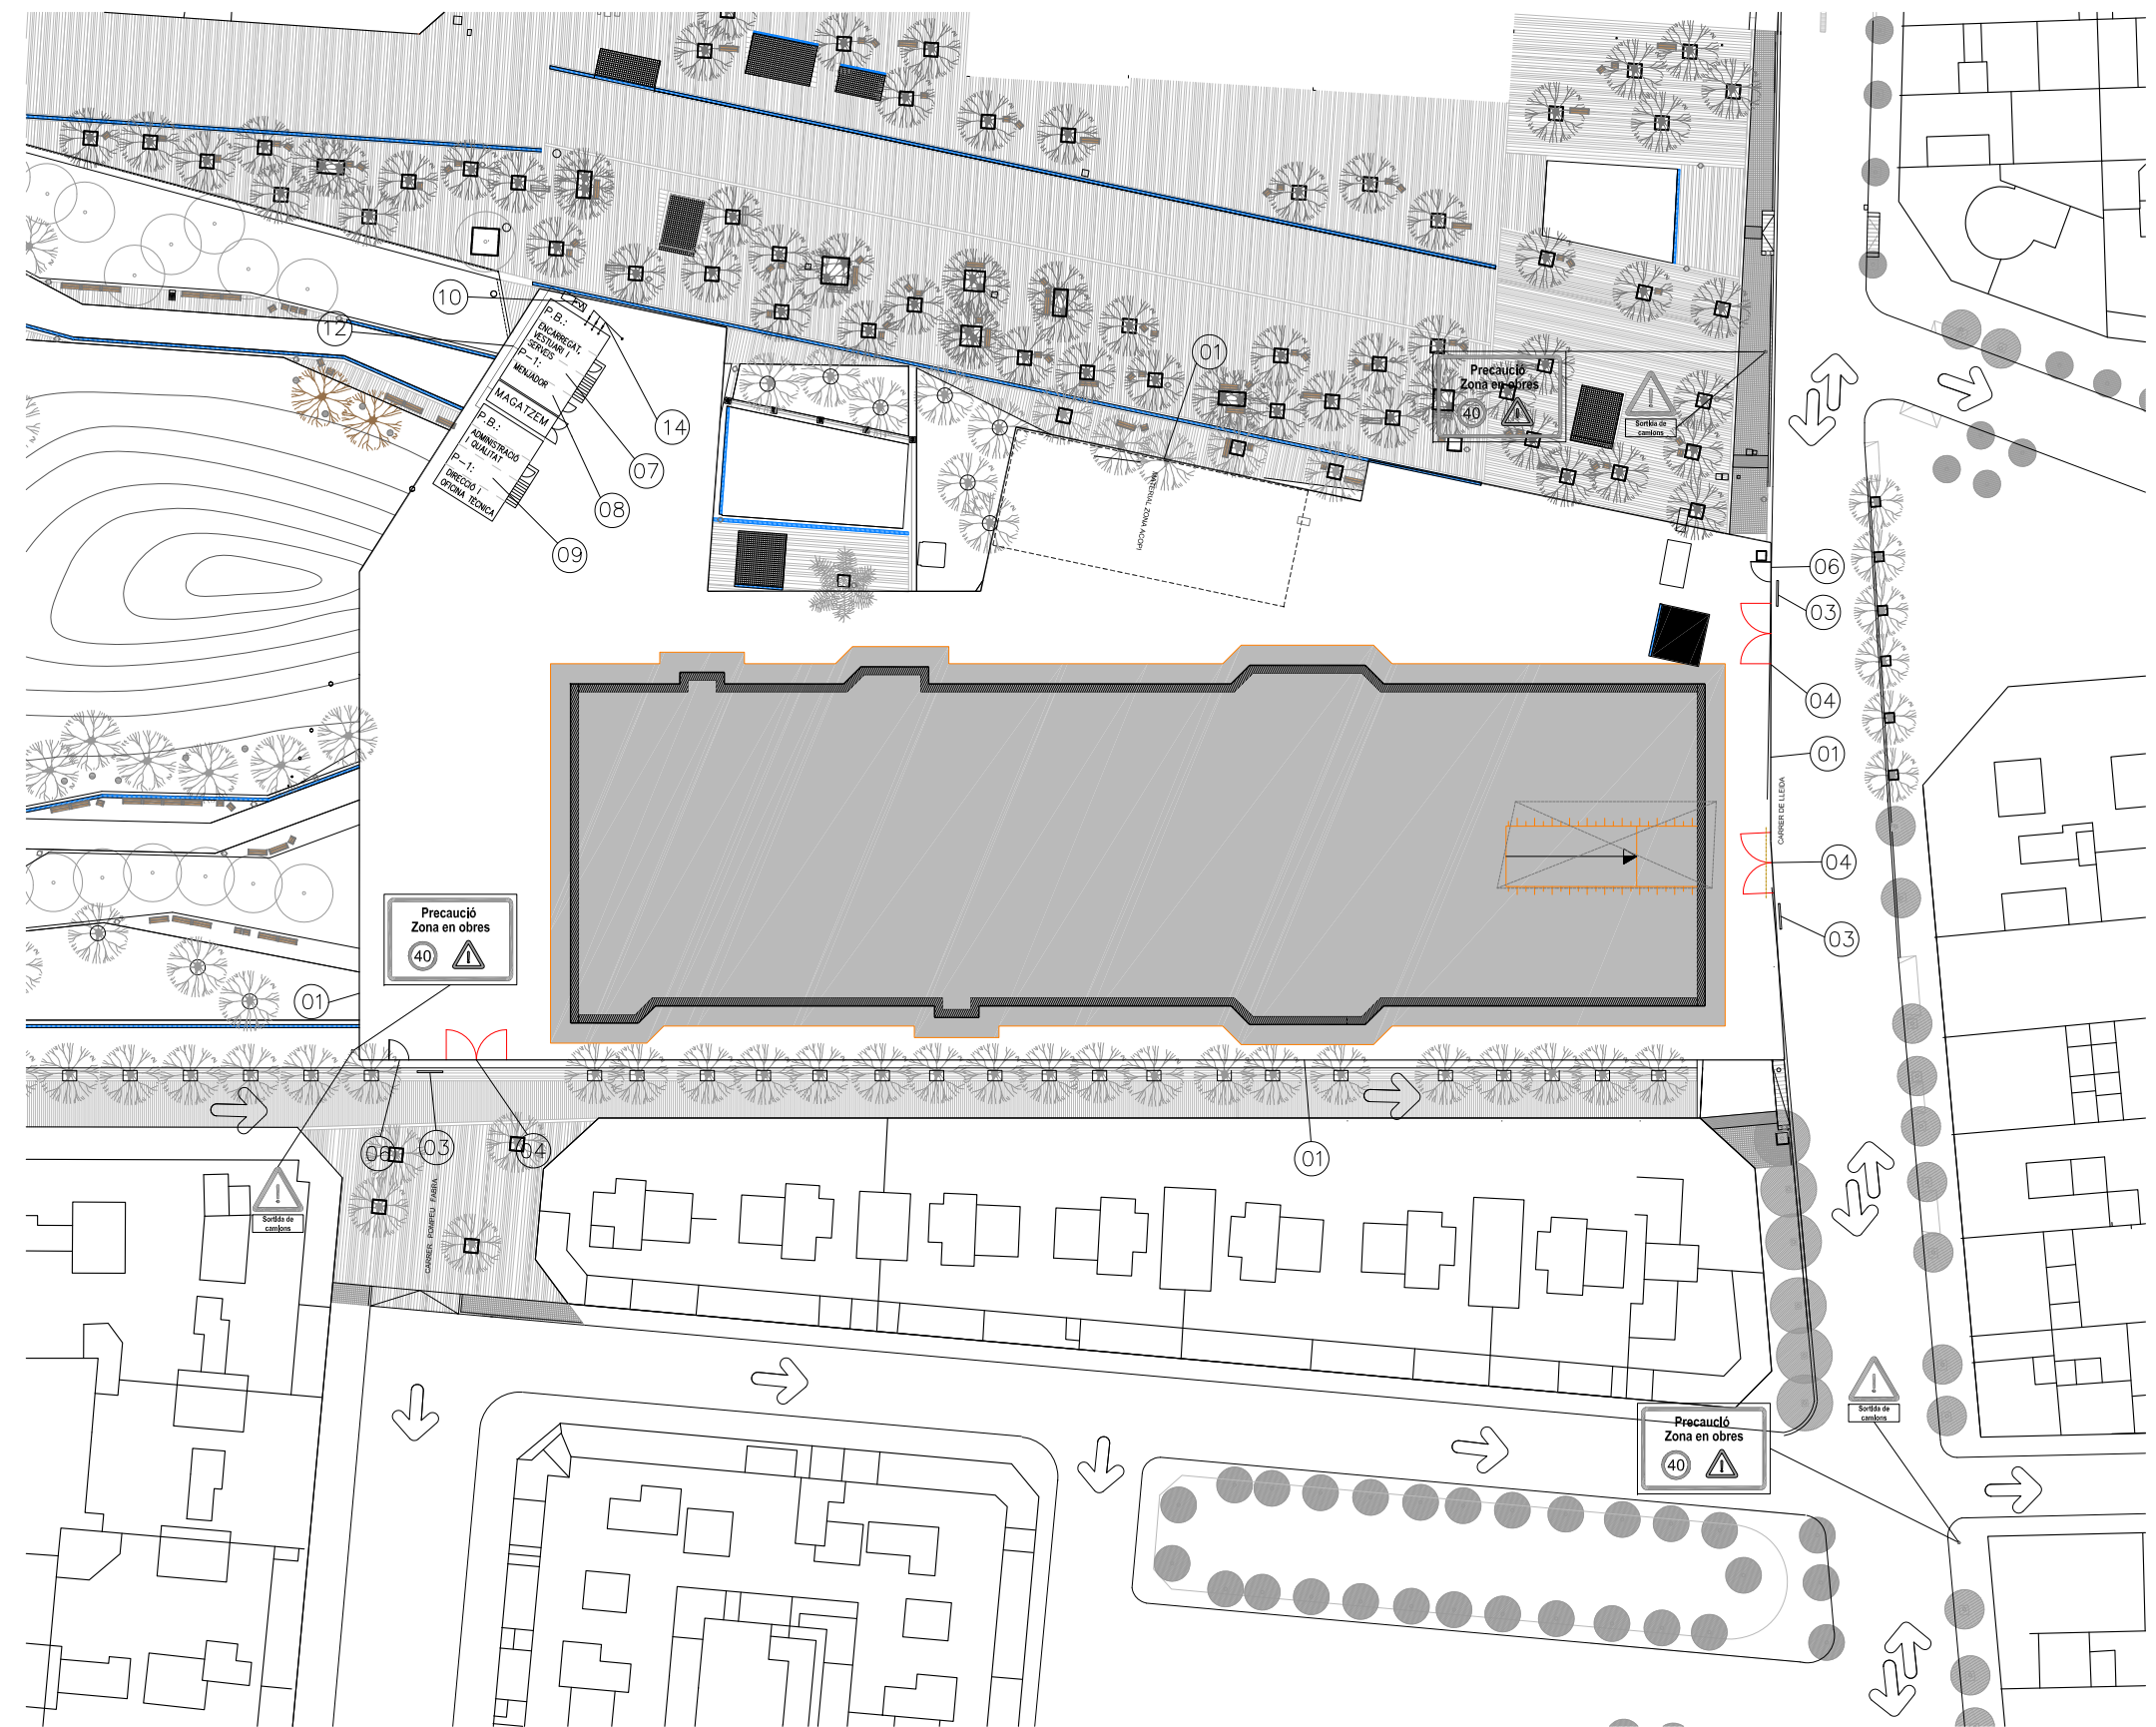 10
12
P.B.:
ENCARREGAT,
VESTUARI I
SERVEIS
P-1:
MENJADOR
MAGATZEM
P.B.:
ADMINISTRACIÓ
I QUALITAT
P-1:
DIRECCIÓ I
OFICINA TÈCNICA
14
07
08
09
01
MATERIAL ZONA ACOPI
Precaució
Zona en obres
40
Sortida de
camions
06
03
04
01
CARRER DE LLEIDA
04
03
Precaució
Zona en obres
40
01
06
03
04
01
Sortida de
camions
CARRER POMPEU FABRA
Sortida de
camions
Precaució
Zona en obres
40